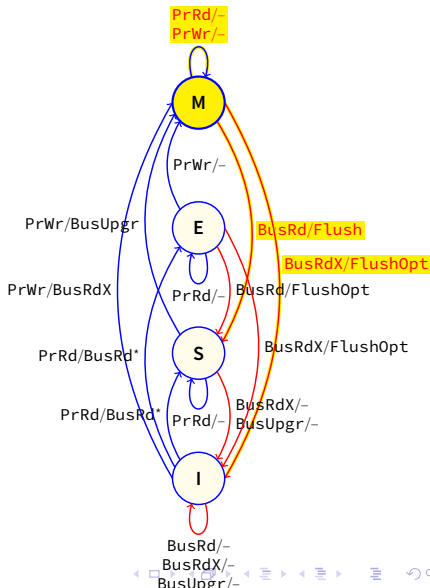 PrRd/–
PrWr/–
M
PrWr/–
E
PrWr/BusUpgr
BusRd/Flush
BusRdX/FlushOpt
PrWr/BusRdX
PrRd/–
BusRd/FlushOpt
BusRdX/FlushOpt
PrRd/BusRd*
S
PrRd/BusRd*
PrRd/–
BusRdX/–
BusUpgr/–
I
BusRd/–
BusRdX/–
BusUpgr/–